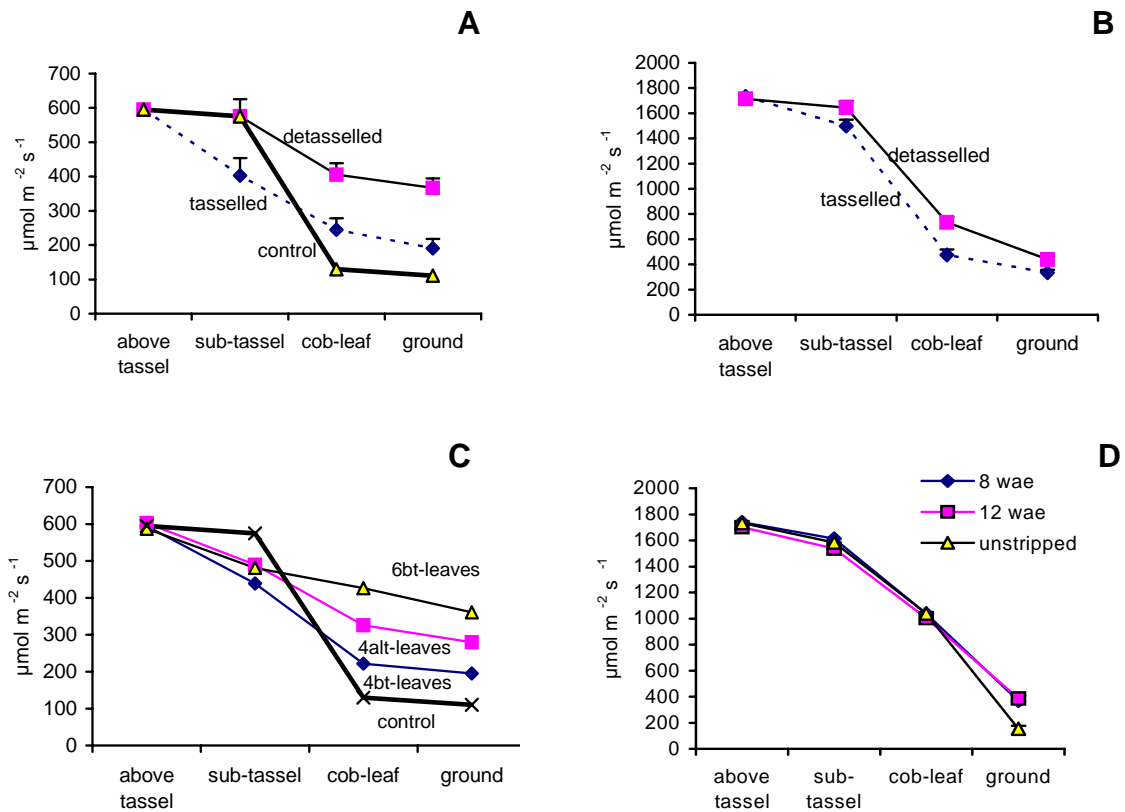 A
700
600
500
400
300
200
100
0
µmol m -2 s -1
detasselled
tasselled
control
above tassel
sub-tassel
cob-leaf
ground
B
2000
1800
1600
1400
1200
1000
800
600
400
200
0
µmol m -2 s -1
detasselled
tasselled
above tassel
sub-tassel
cob-leaf
ground
C
700
600
500
400
300
200
100
0
µmol m -2 s -1
6bt-leaves
4alt-leaves
4bt-leaves
control
above tassel
sub-tassel
cob-leaf
ground
D
8 wae
12 wae
unstripped
2000
1800
1600
1400
1200
1000
800
600
400
200
0
µmol m -2 s -1
above tassel
sub-tassel
cob-leaf
ground